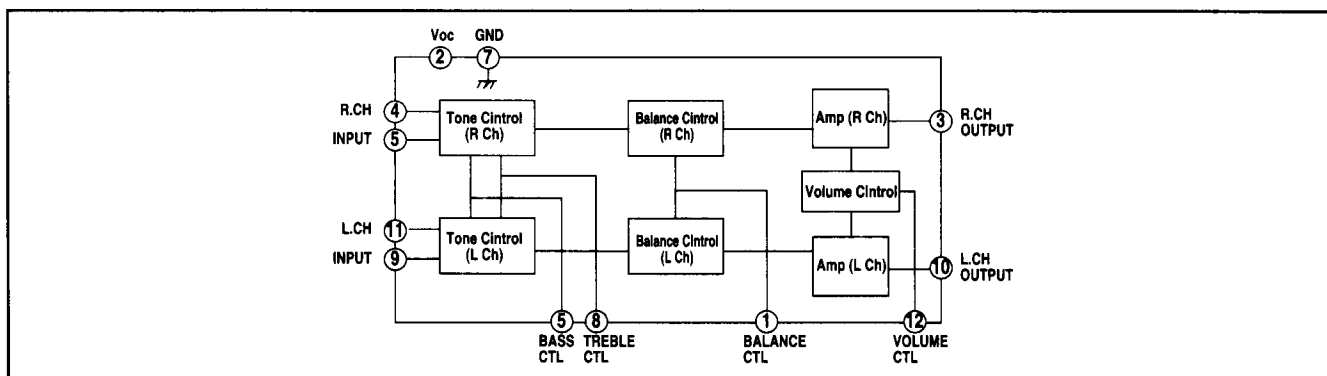 Voc
GND
2
7
R.CH
4
INPUT
5
Tone Cintrol
(R Ch)
Balance Cintrol
(R Ch)
Amp (R Ch)
3
R.CH
OUTPUT
Volume Cintrol
L.CH
11
INPUT
9
Tone Cintrol
(L Ch)
Balance Cintrol
(L Ch)
Amp (L Ch)
10
L.CH
OUTPUT
5
8
1
12
BASS
CTL
TREBLE
CTL
BALANCE
CTL
VOLUME
CTL